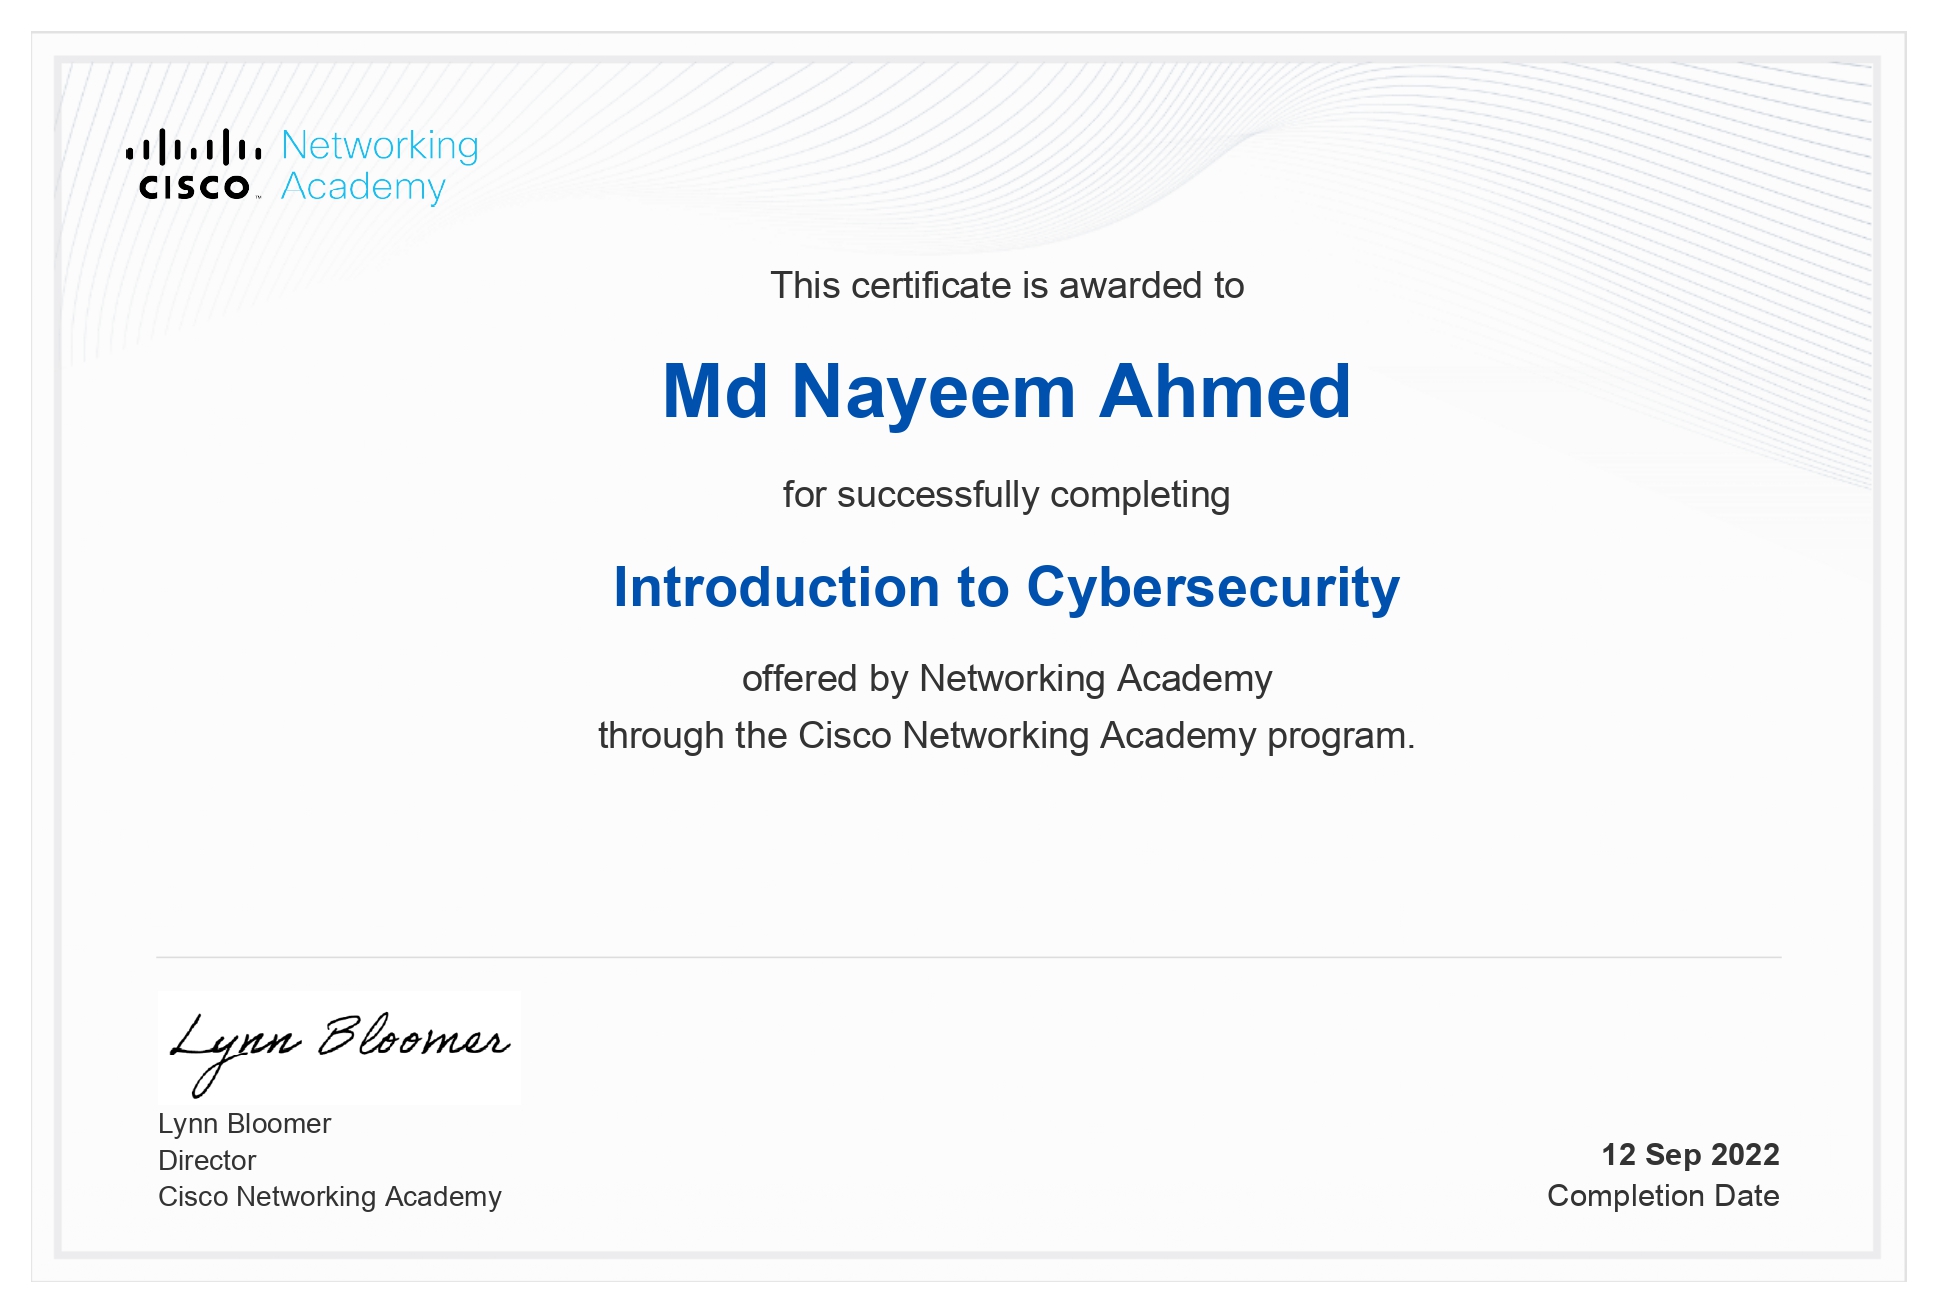 CISCO™ Networking Academy
This certificate is awarded to
Md Nayeem Ahmed
for successfully completing
Introduction to Cybersecurity
offered by Networking Academy
through the Cisco Networking Academy program.
Lynn Bloomer
Lynn Bloomer
Director
Cisco Networking Academy
12 Sep 2022
Completion Date